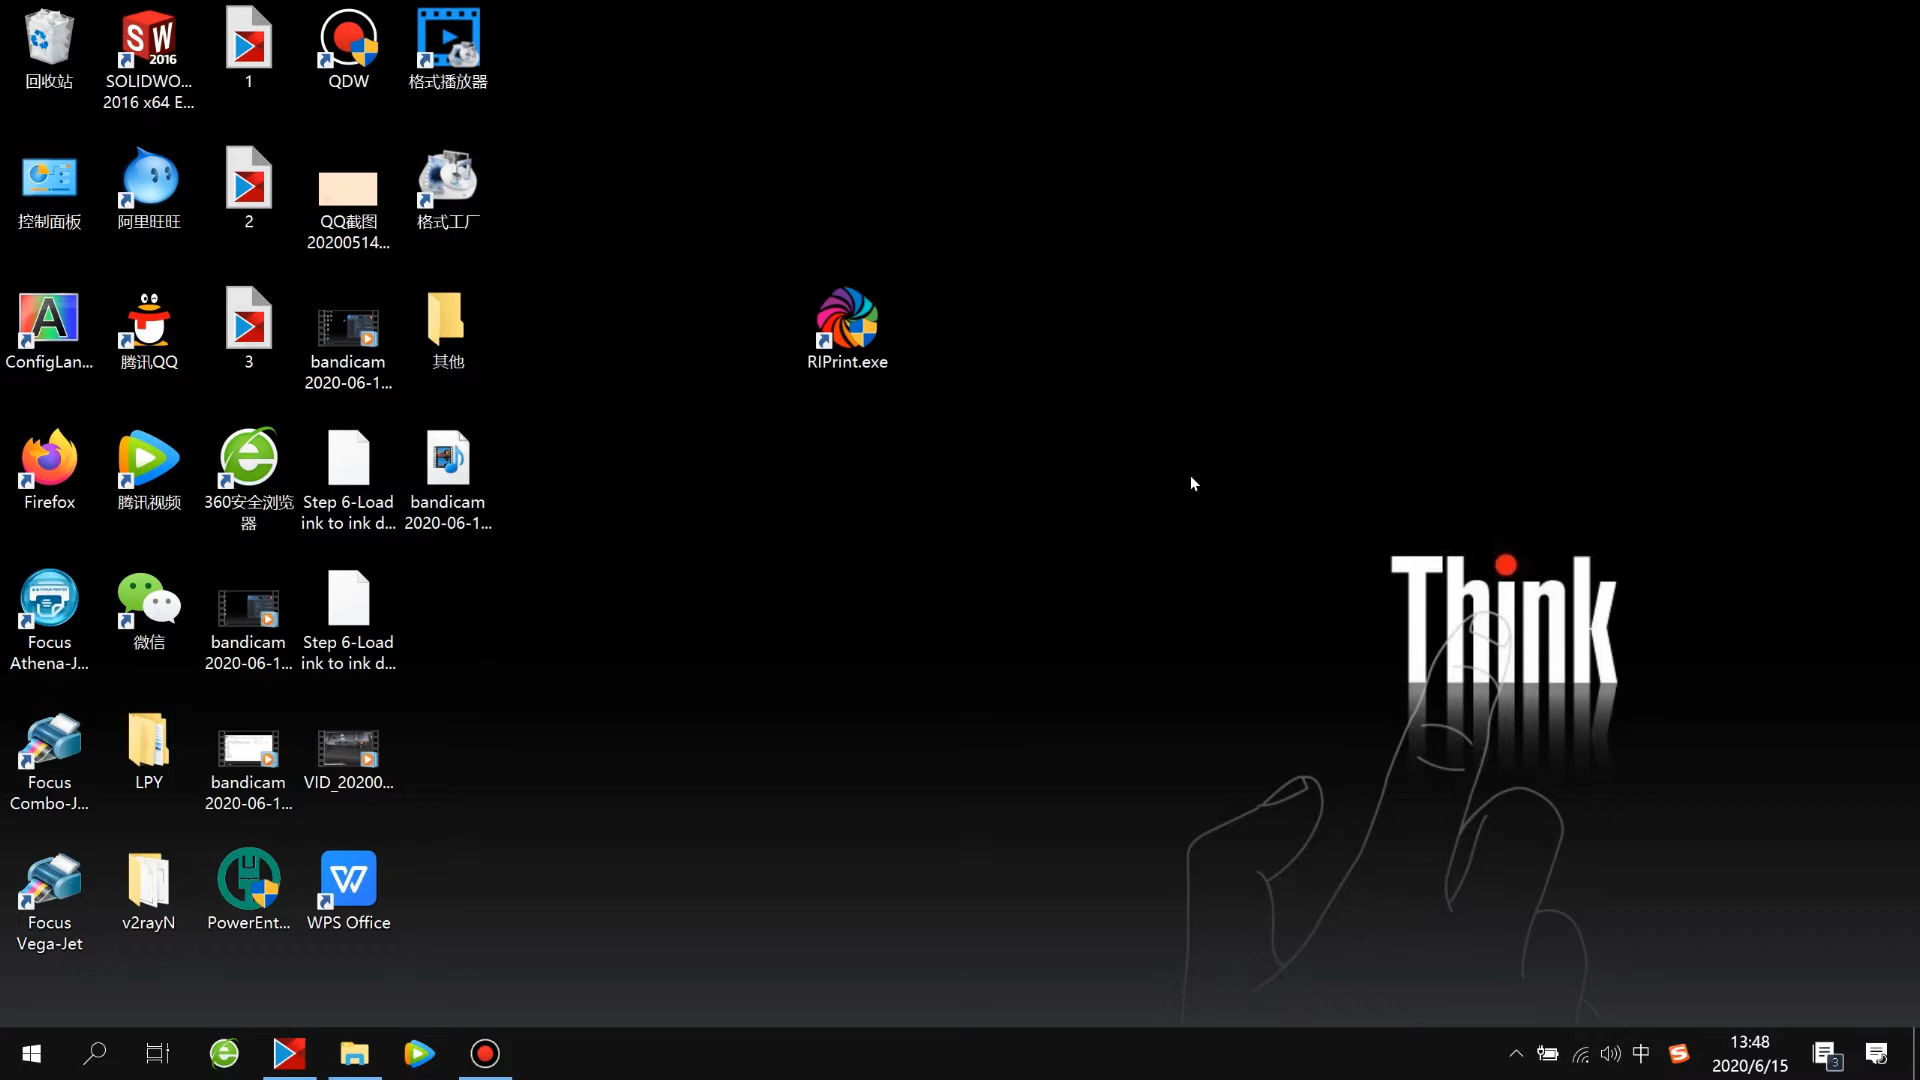 回收站
SOLIDWO...
2016 x64 E...
1
QDW
格式播放器
控制面板
阿里旺旺
2
QQ截图
20200514...
格式工厂
ConfigLan...
腾讯QQ
3
bandicam
2020-06-1...
其他
RIPrint.exe
Firefox
腾讯视频
360安全浏览
器
Step 6-Load
ink to ink d...
bandicam
2020-06-1...
Focus
Athena-J...
微信
bandicam
2020-06-1...
Step 6-Load
ink to ink d...
Think
Focus
Combo-J...
LPY
bandicam
2020-06-1...
VID_20200...
Focus
Vega-Jet
v2rayN
PowerEnt...
WPS Office
SW
2016
中
13:48
2020/6/15
3